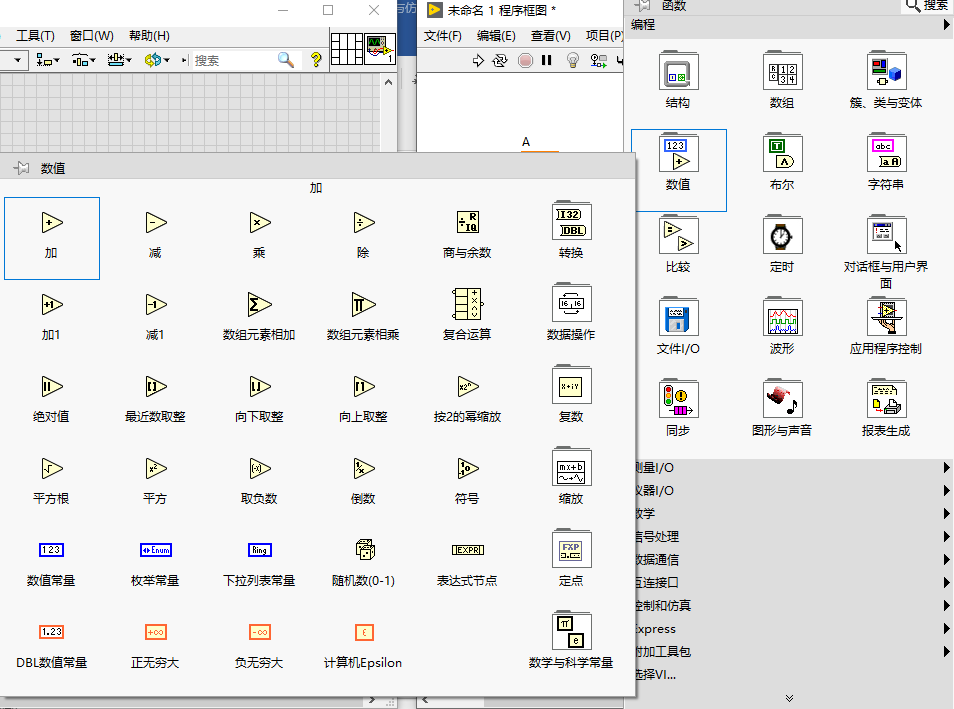 与仿
未命名 1 程序框图 *
函数
搜索
工具(T) 窗口(W) 帮助(H)
文件(F) 编辑(E) 查看(V) 项目(P)
编程
搜索
?
1
结构
数组
簇、类与变体
A
数值
布尔
字符串
比较
定时
对话框与用户界面
文件I/O
波形
应用程序控制
同步
图形与声音
报表生成
测量I/O
仪器I/O
数学
信号处理
数据通信
互连接口
控制和仿真
Express
附加工具包
选择VI...
数值
加
加
减
乘
除
商与余数
转换
加1
减1
数组元素相加
数组元素相乘
复合运算
数据操作
绝对值
最近数取整
向下取整
向上取整
按2的幂缩放
复数
平方根
平方
取负数
倒数
符号
缩放
数值常量
枚举常量
下拉列表常量
随机数(0-1)
表达式节点
定点
DBL数值常量
正无穷大
负无穷大
计算机Epsilon
数学与科学常量